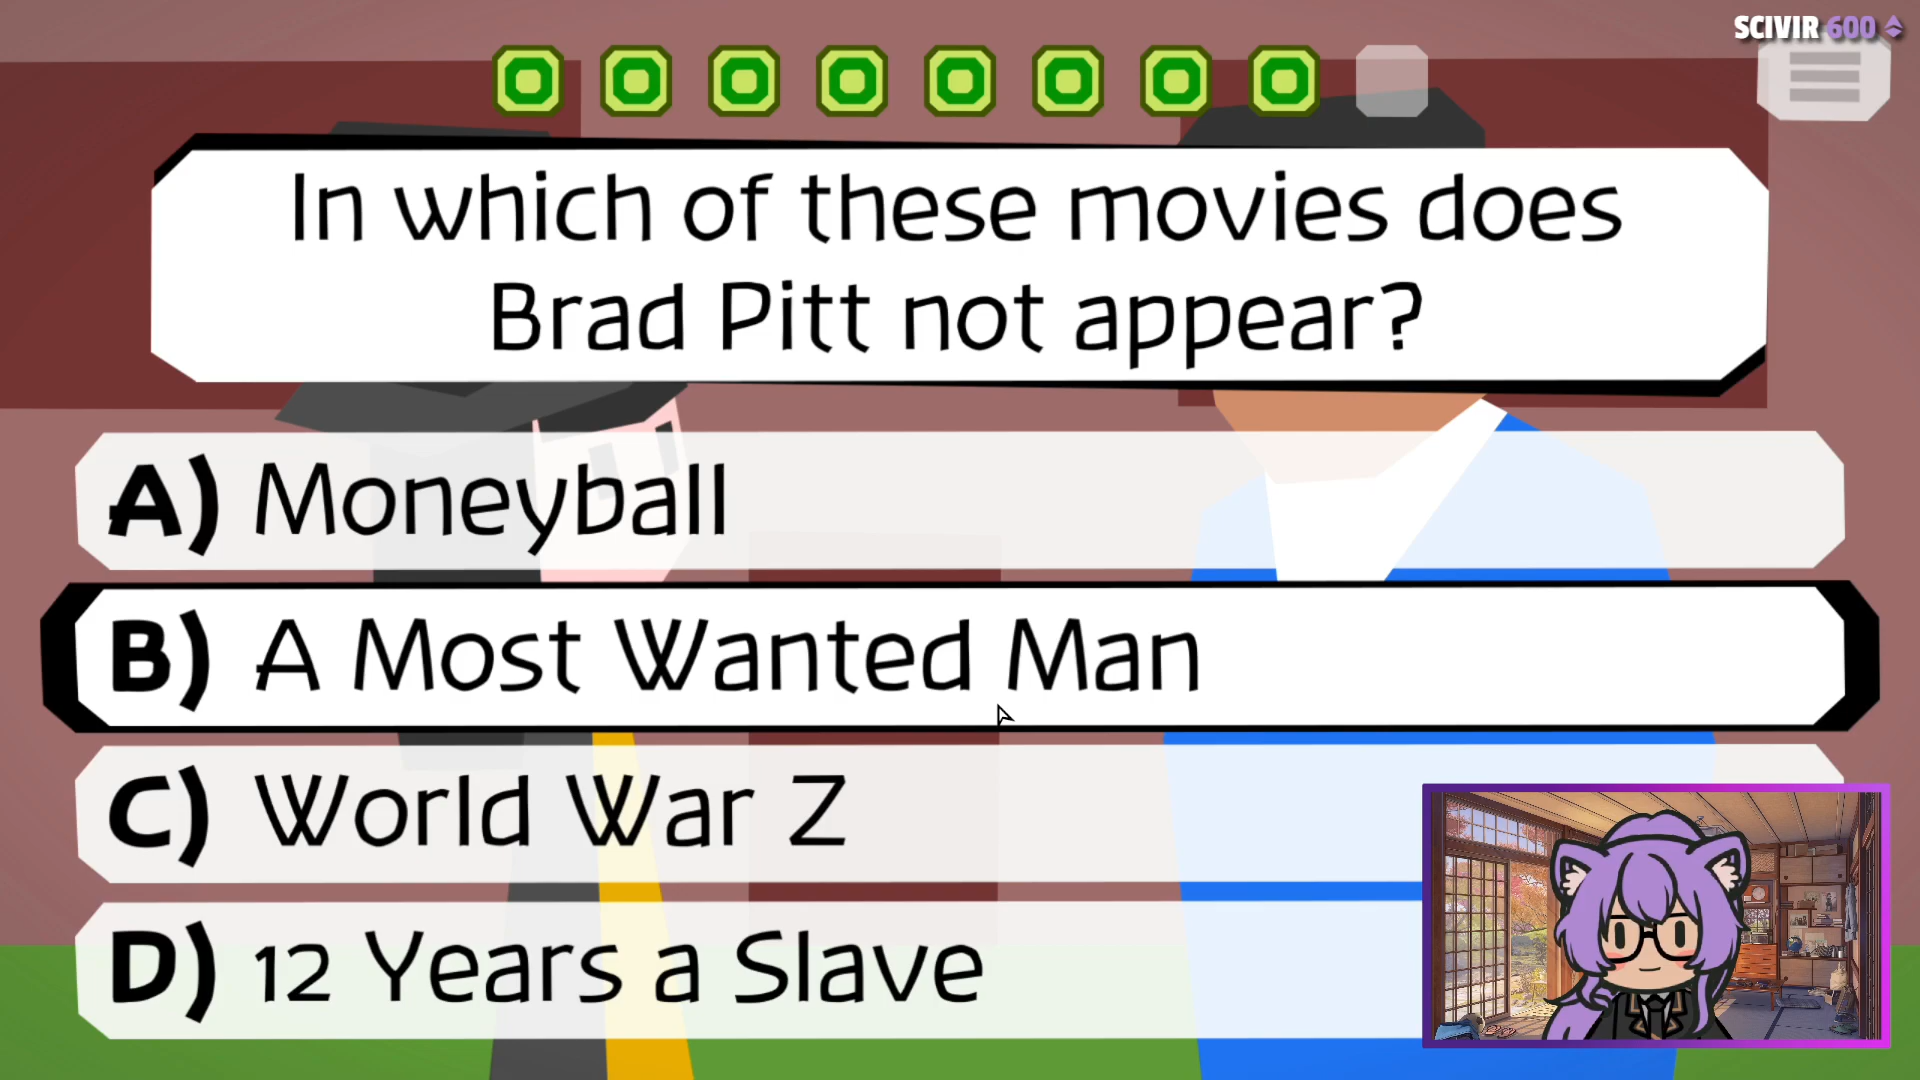 SCIVIR 600
In which of these movies does
Brad Pitt not appear?
A) Moneyball
B) A Most Wanted Man
C) World War Z
D) 12 Years a Slave